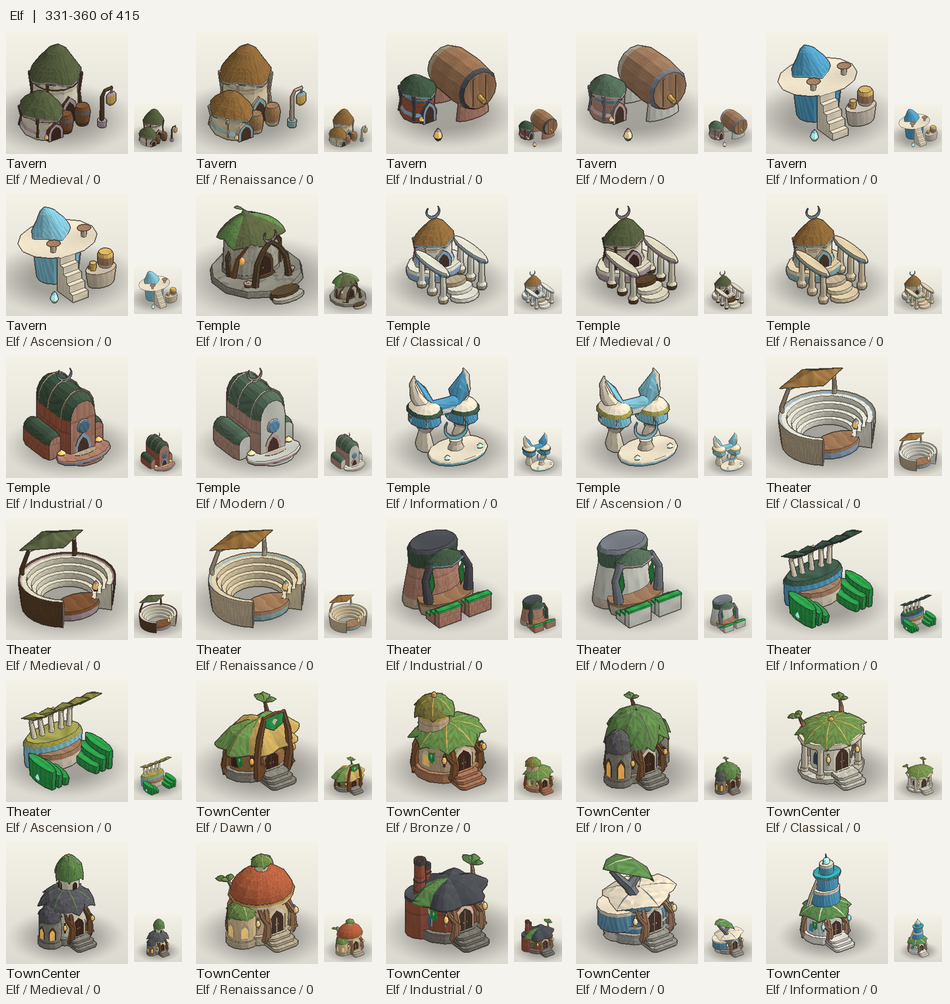 Elf | 331-360 of 415
Tavern
Elf / Medieval / 0
Tavern
Elf / Renaissance / 0
Tavern
Elf / Industrial / 0
Tavern
Elf / Modern / 0
Tavern
Elf / Information / 0
Tavern
Elf / Ascension / 0
Temple
Elf / Iron / 0
Temple
Elf / Classical / 0
Temple
Elf / Medieval / 0
Temple
Elf / Renaissance / 0
Temple
Elf / Industrial / 0
Temple
Elf / Modern / 0
Temple
Elf / Information / 0
Temple
Elf / Ascension / 0
Theater
Elf / Classical / 0
Theater
Elf / Medieval / 0
Theater
Elf / Renaissance / 0
Theater
Elf / Industrial / 0
Theater
Elf / Modern / 0
Theater
Elf / Information / 0
Theater
Elf / Ascension / 0
TownCenter
Elf / Dawn / 0
TownCenter
Elf / Bronze / 0
TownCenter
Elf / Iron / 0
TownCenter
Elf / Classical / 0
TownCenter
Elf / Medieval / 0
TownCenter
Elf / Renaissance / 0
TownCenter
Elf / Industrial / 0
TownCenter
Elf / Modern / 0
TownCenter
Elf / Information / 0